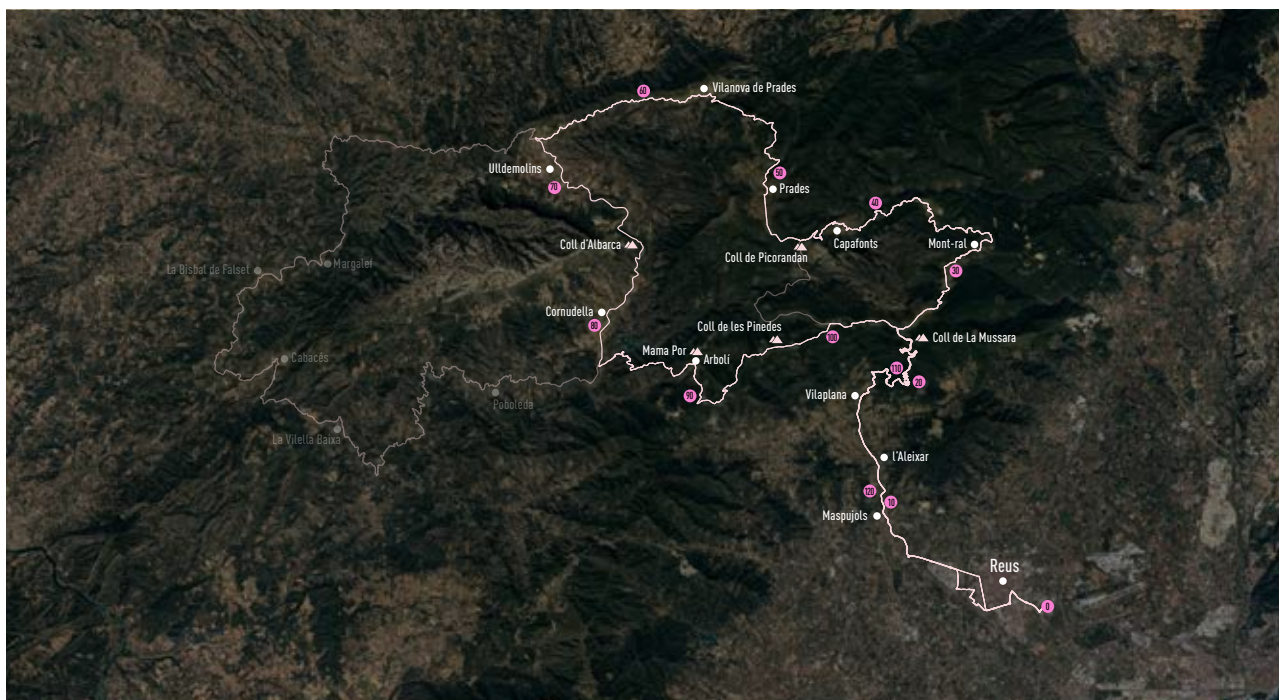 60
Vilanova de Prades
Ulldemolins
70
50
Prades
40
Coll d'Albarca
Capafonts
Mont-ral
Coll de Picorandan
La Bisbal de Falset
Margalef
30
Cornudella
80
Coll de les Pinedes
100
Coll de La Mussara
Mama Por
Arbolí
Cabacés
110
20
Poboleda
90
Vilaplana
La Vilella Baixa
l'Aleixar
120
10
Maspujols
Reus
0